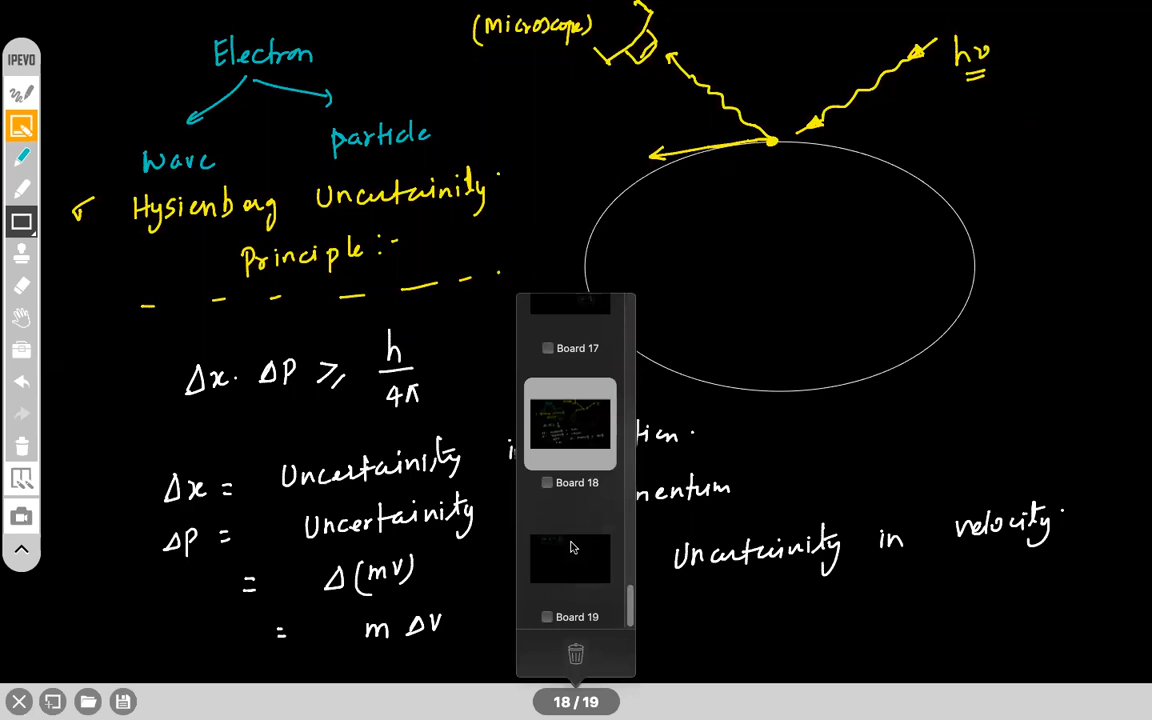 IPEVO
Electron
(Microscope)
hν
wave
particle
Hysienberg Uncertainity
Principle :-
Δx. ΔP ≥ h/4π
Δx = Uncertainity
ΔP = Uncertainity
= Δ(mv)
= m ΔV
Uncertainity in velocity.
Board 17
Board 18
Board 19
18 / 19